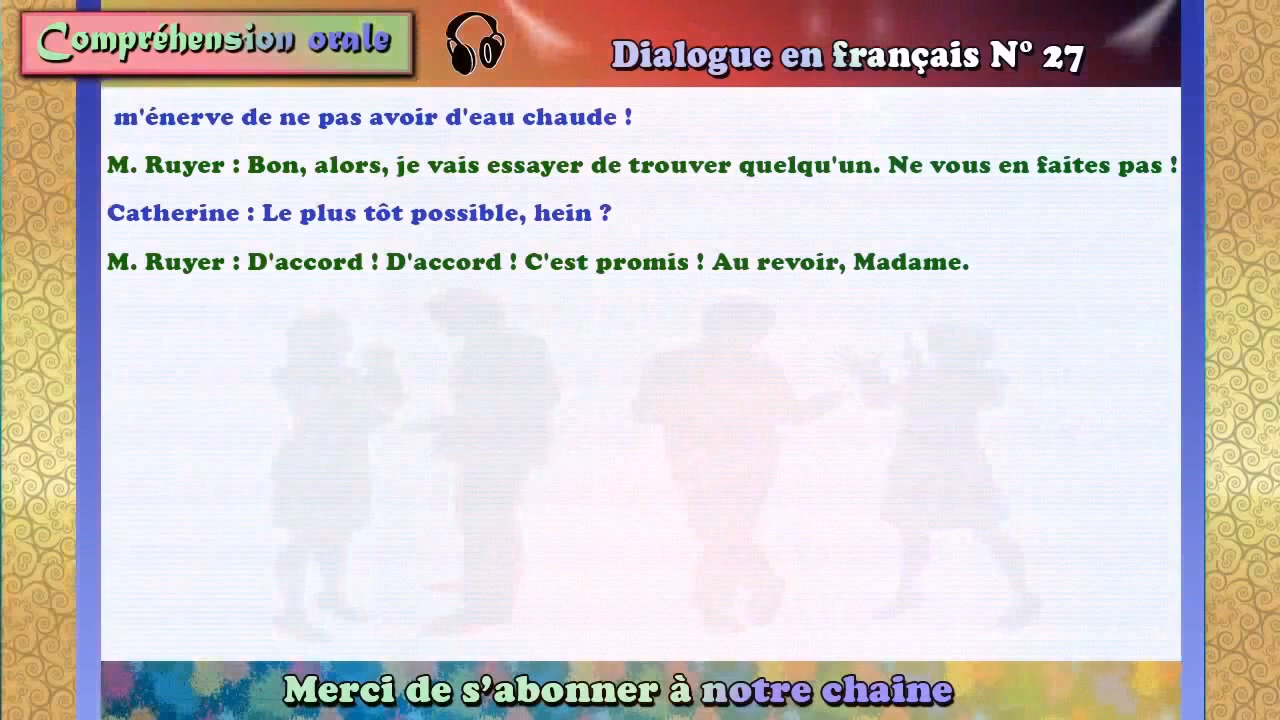 Compréhension orale
Dialogue en français N° 27
m'énerve de ne pas avoir d'eau chaude !
M. Ruyer : Bon, alors, je vais essayer de trouver quelqu'un. Ne vous en faites pas !
Catherine : Le plus tôt possible, hein ?
M. Ruyer : D'accord ! D'accord ! C'est promis ! Au revoir, Madame.
Merci de s’abonner à notre chaine